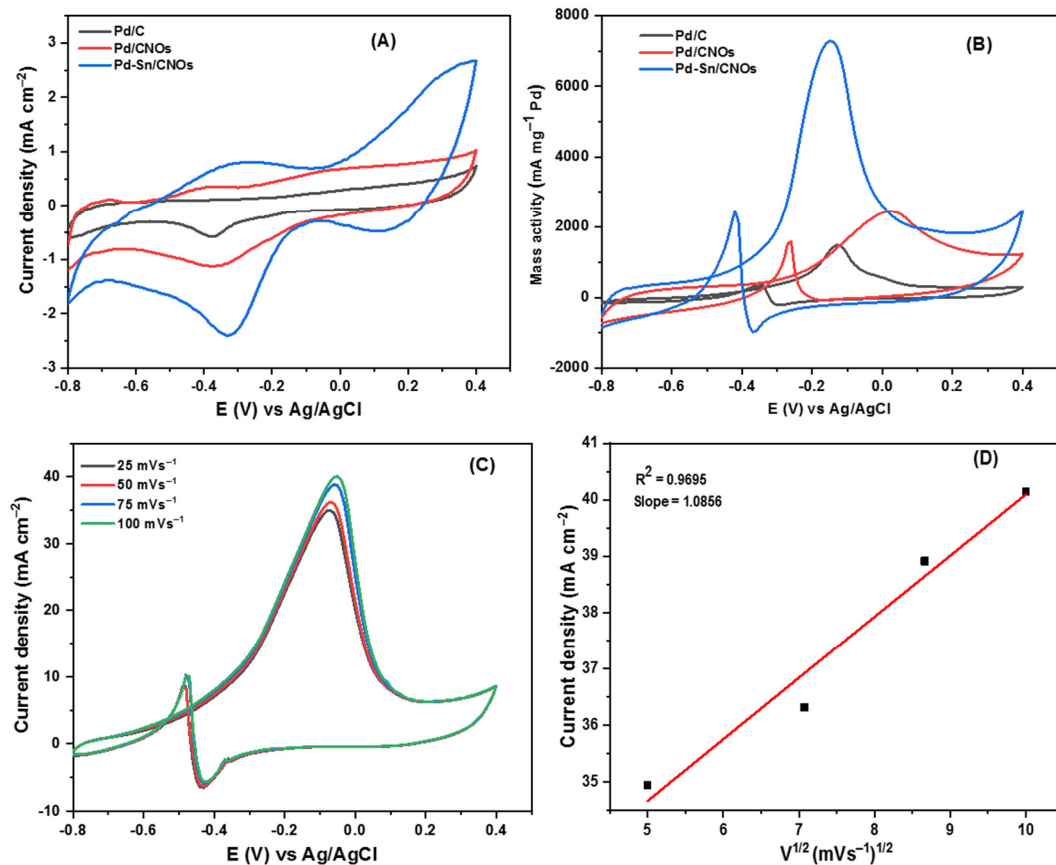 (A)
Pd/C
Pd/CNOs
Pd-Sn/CNOs
Current density (mA cm⁻²)
3
2
1
0
-1
-2
-3
-0.8 -0.6 -0.4 -0.2 0.0 0.2 0.4
E (V) vs Ag/AgCl
(B)
Pd/C
Pd/CNOs
Pd-Sn/CNOs
Mass activity (mA mg⁻¹ Pd)
8000
6000
4000
2000
0
-2000
-0.8 -0.6 -0.4 -0.2 0.0 0.2 0.4
E (V) vs Ag/AgCl
(C)
25 mVs⁻¹
50 mVs⁻¹
75 mVs⁻¹
100 mVs⁻¹
Current density (mA cm⁻²)
40
30
20
10
0
-10
-0.8 -0.6 -0.4 -0.2 0.0 0.2 0.4
E (V) vs Ag/AgCl
(D)
R² = 0.9695
Slope = 1.0856
Current density (mA cm⁻²)
41
40
39
38
37
36
35
5 6 7 8 9 10
V¹/² (mVs⁻¹)¹/²